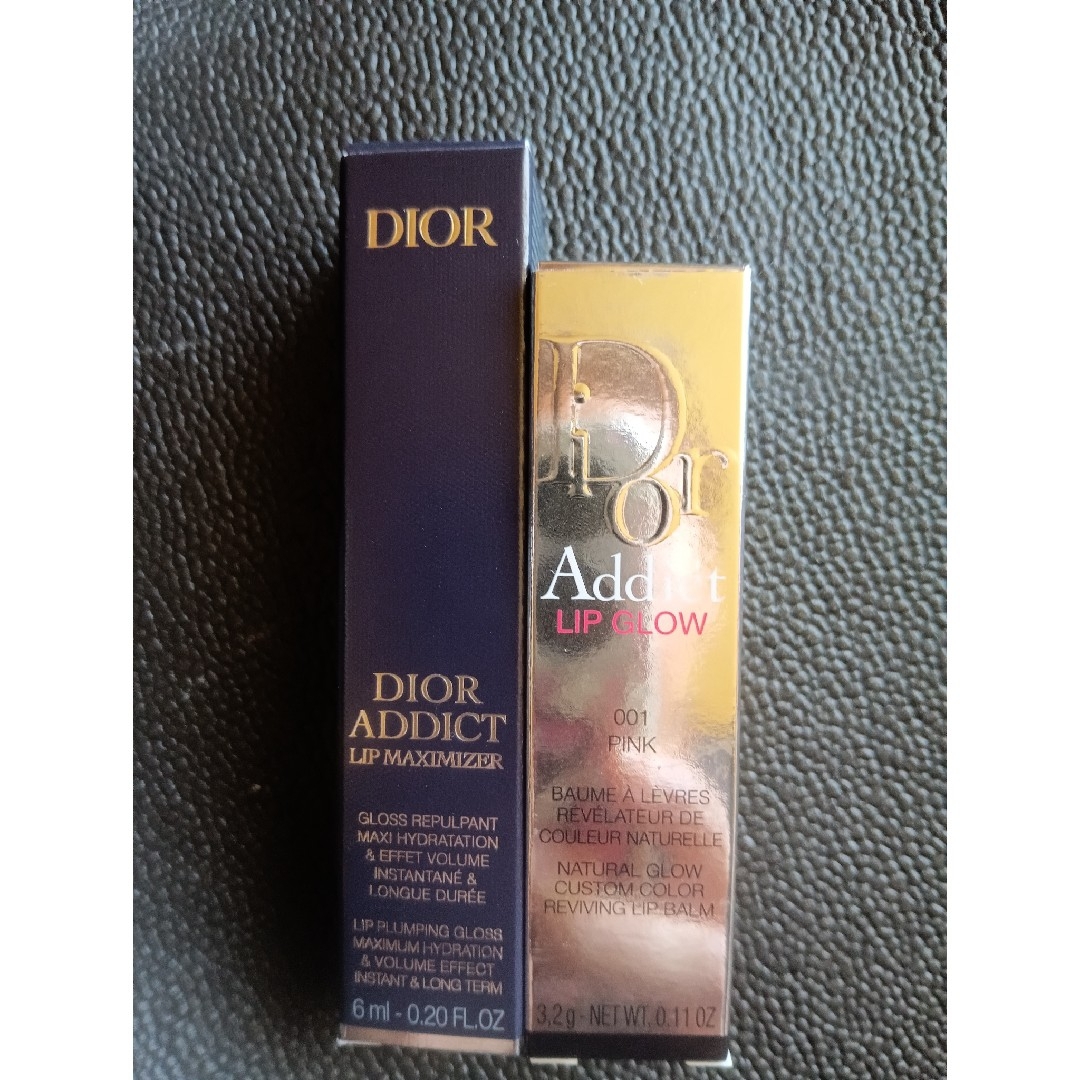 DIOR
DIOR
ADDICT
LIP MAXIMIZER
GLOSS REPULPANT
MAXI HYDRATATION
& EFFET VOLUME
INSTANTANÉ &
LONGUE DURÉE
LIP PLUMPING GLOSS
MAXIMUM HYDRATION
& VOLUME EFFECT
INSTANT & LONG TERM
6 ml - 0.20 FL.OZ
Dior
Addict
LIP GLOW
001
PINK
BAUME À LÈVRES
RÉVÉLATEUR DE
COULEUR NATURELLE
NATURAL GLOW
CUSTOM COLOR
REVIVING LIP BALM
3,2 g - NET WT. 0.11 OZ